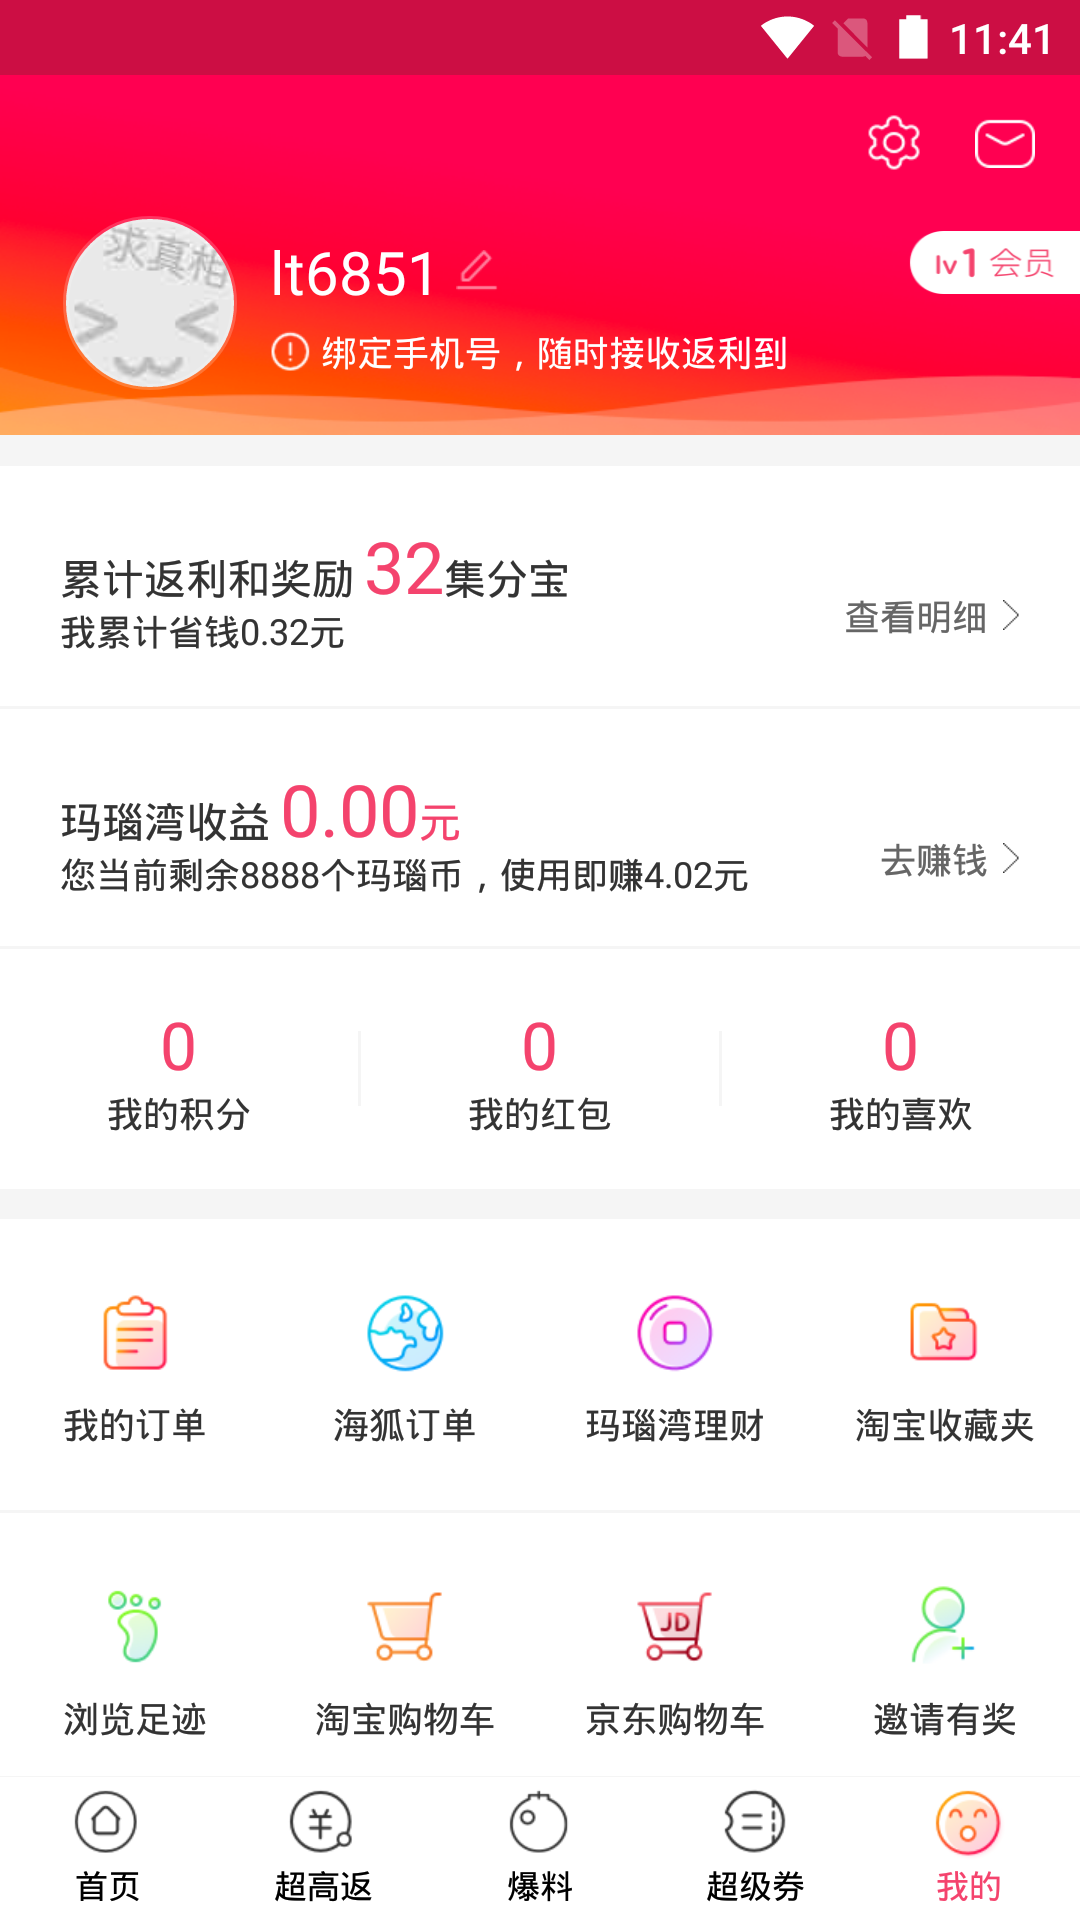 11:41
求真相
lt6851
lv1 会员
绑定手机号，随时接收返利到
累计返利和奖励 32集分宝
我累计省钱0.32元
查看明细
玛瑙湾收益 0.00元
您当前剩余8888个玛瑙币，使用即赚4.02元
去赚钱
0 0 0
我的积分 我的红包 我的喜欢
我的订单 海狐订单 玛瑙湾理财 淘宝收藏夹
JD
浏览足迹 淘宝购物车 京东购物车 邀请有奖
首页 超高返 爆料 超级券 我的